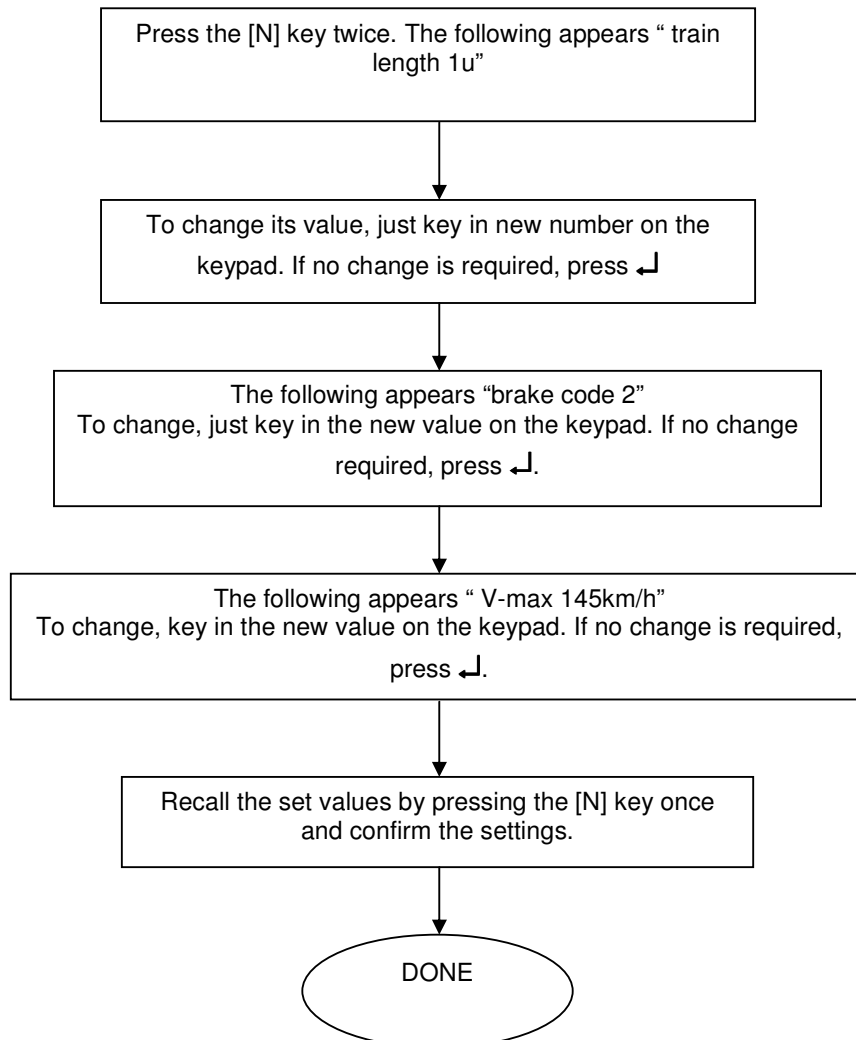 Press the [N] key twice. The following appears “ train
length 1u”
To change its value, just key in new number on the
keypad. If no change is required, press ↵
The following appears “brake code 2”
To change, just key in the new value on the keypad. If no change
required, press ↵.
The following appears “ V-max 145km/h”
To change, key in the new value on the keypad. If no change is required,
press ↵.
Recall the set values by pressing the [N] key once
and confirm the settings.
DONE